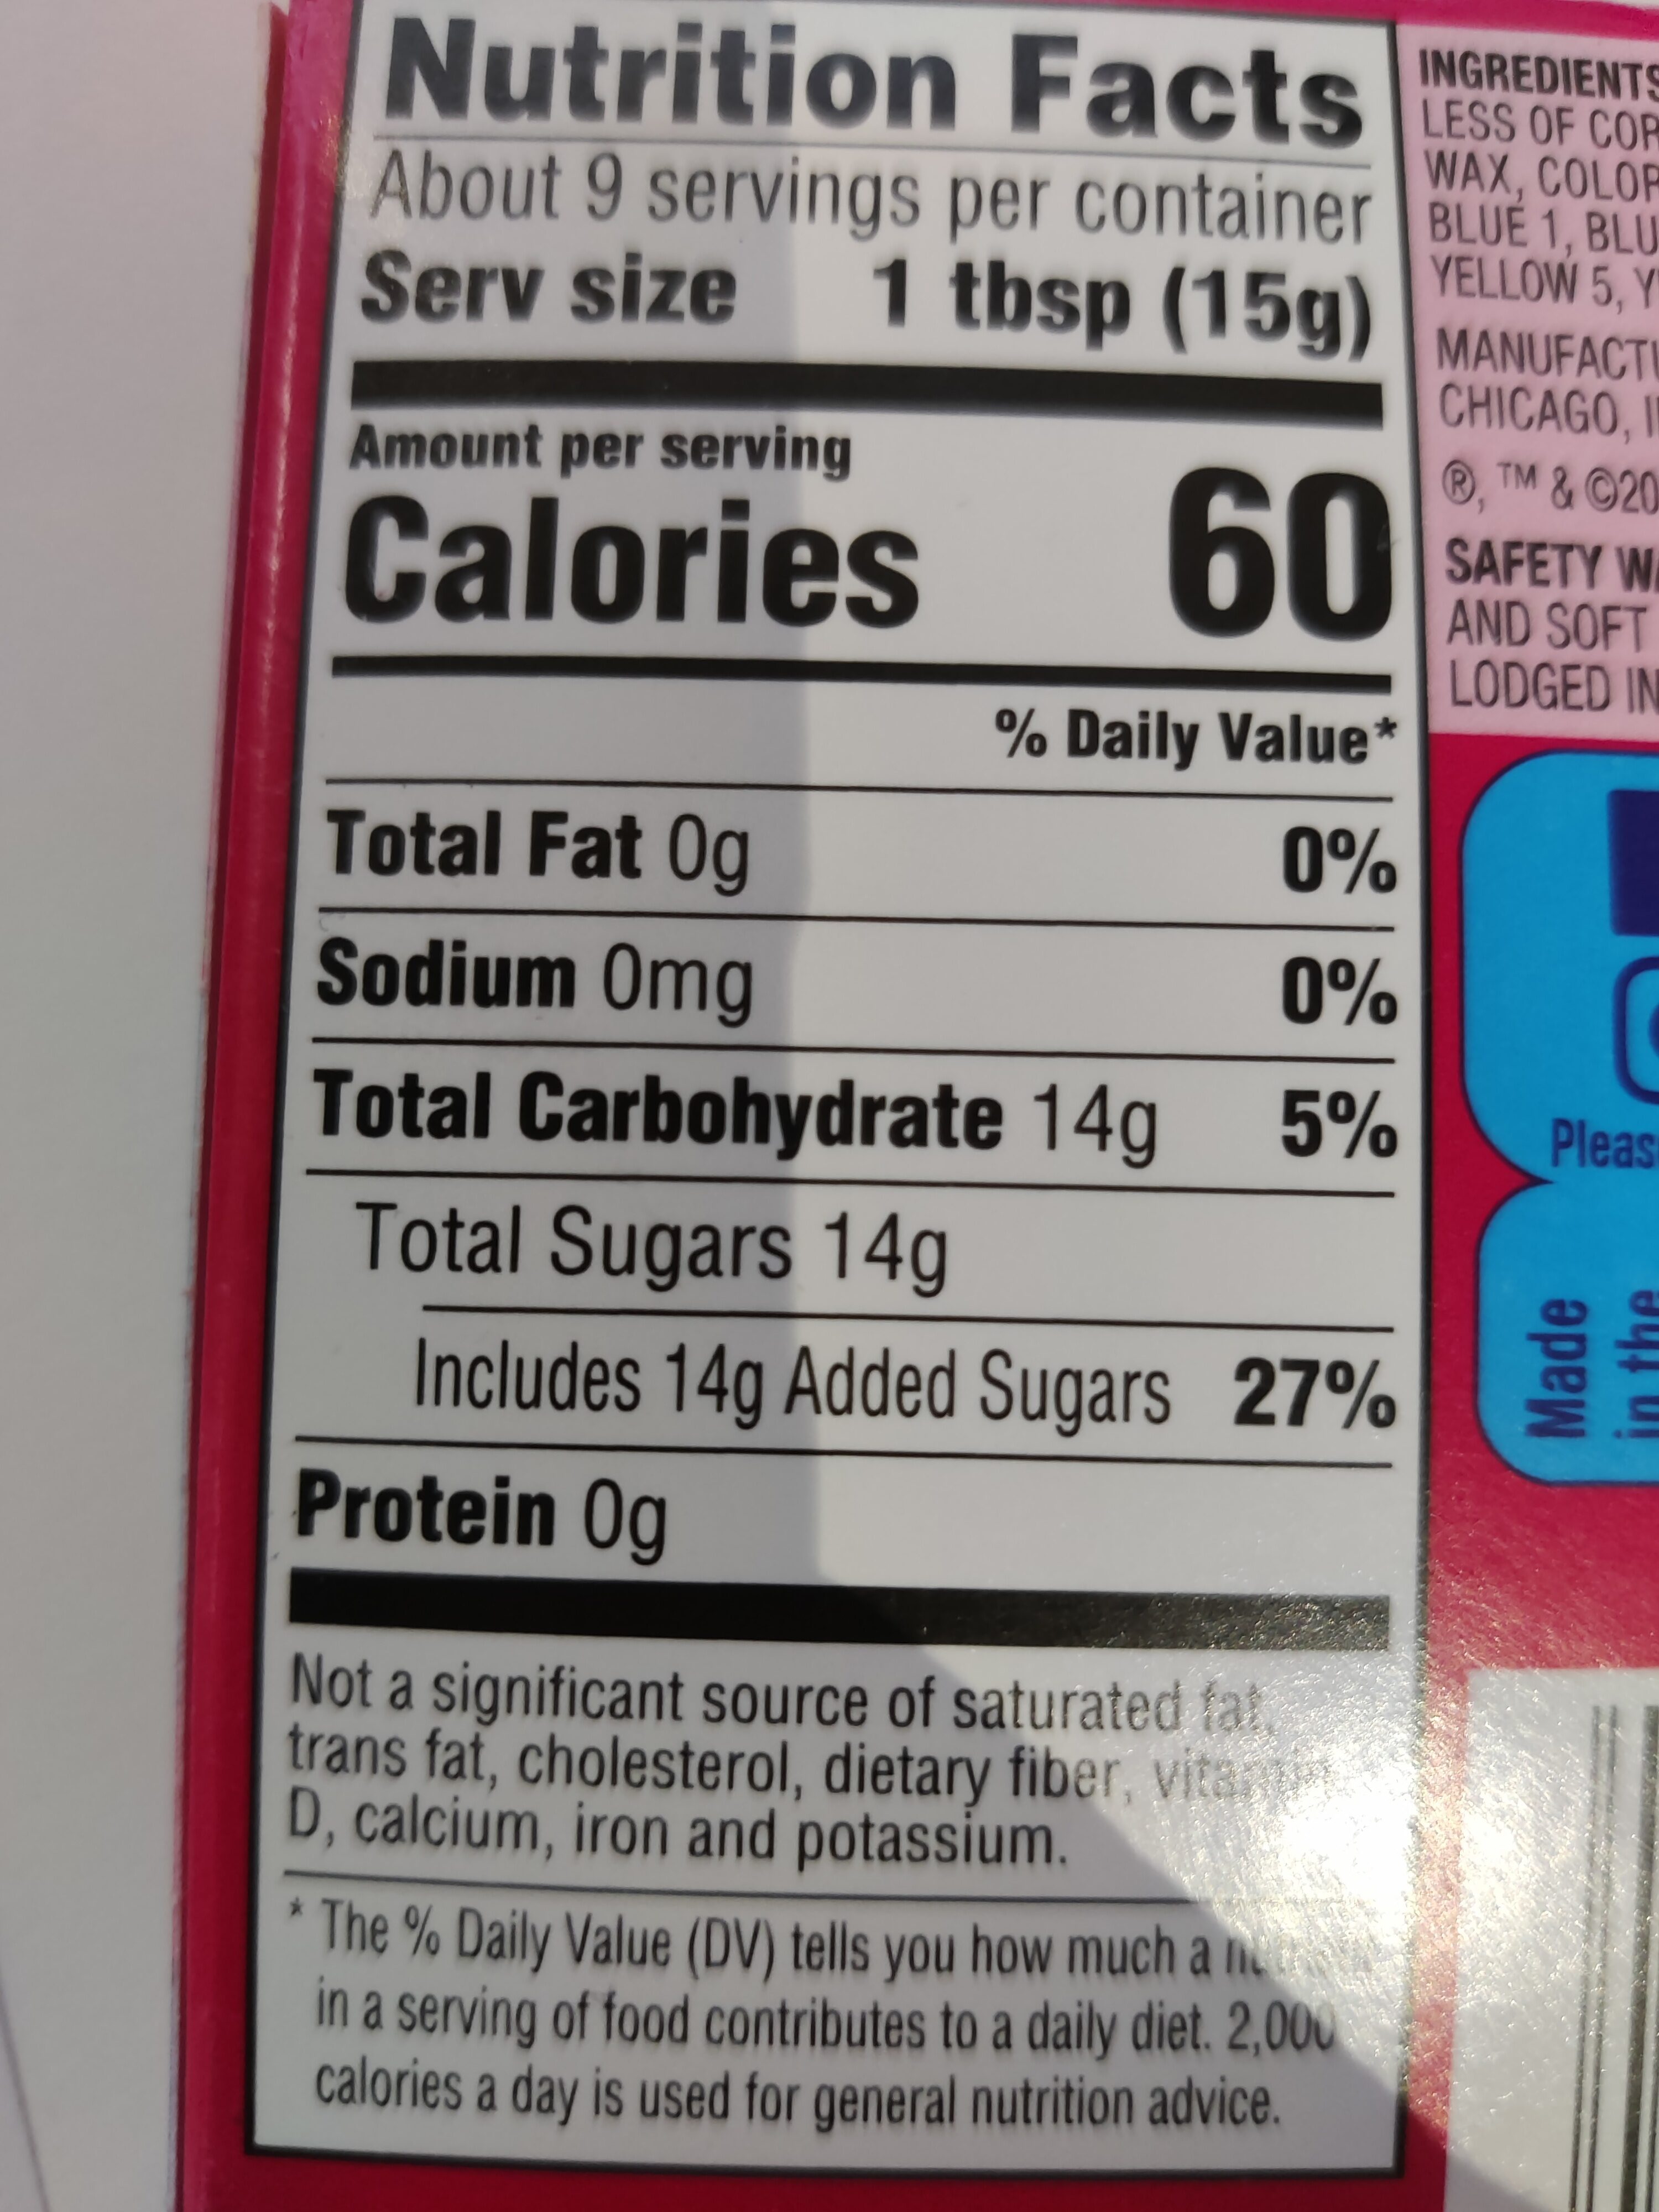 Nutrition Facts
About 9 servings per container
Serv size 1 tbsp (15g)
Amount per serving
Calories 60
% Daily Value*
Total Fat 0g 0%
Sodium 0mg 0%
Total Carbohydrate 14g 5%
Total Sugars 14g
Includes 14g Added Sugars 27%
Protein 0g
Not a significant source of saturated fat,
trans fat, cholesterol, dietary fiber, vitamin
D, calcium, iron and potassium.
* The % Daily Value (DV) tells you how much a
in a serving of food contributes to a daily diet. 2,000
calories a day is used for general nutrition advice.
INGREDIENTS
LESS OF
WAX,
BLUE 1,
YELLOW 5,
CHICAGO,
®, ™ & ©20
SAFETY
AND SOFT
LODGED IN
Made
in the